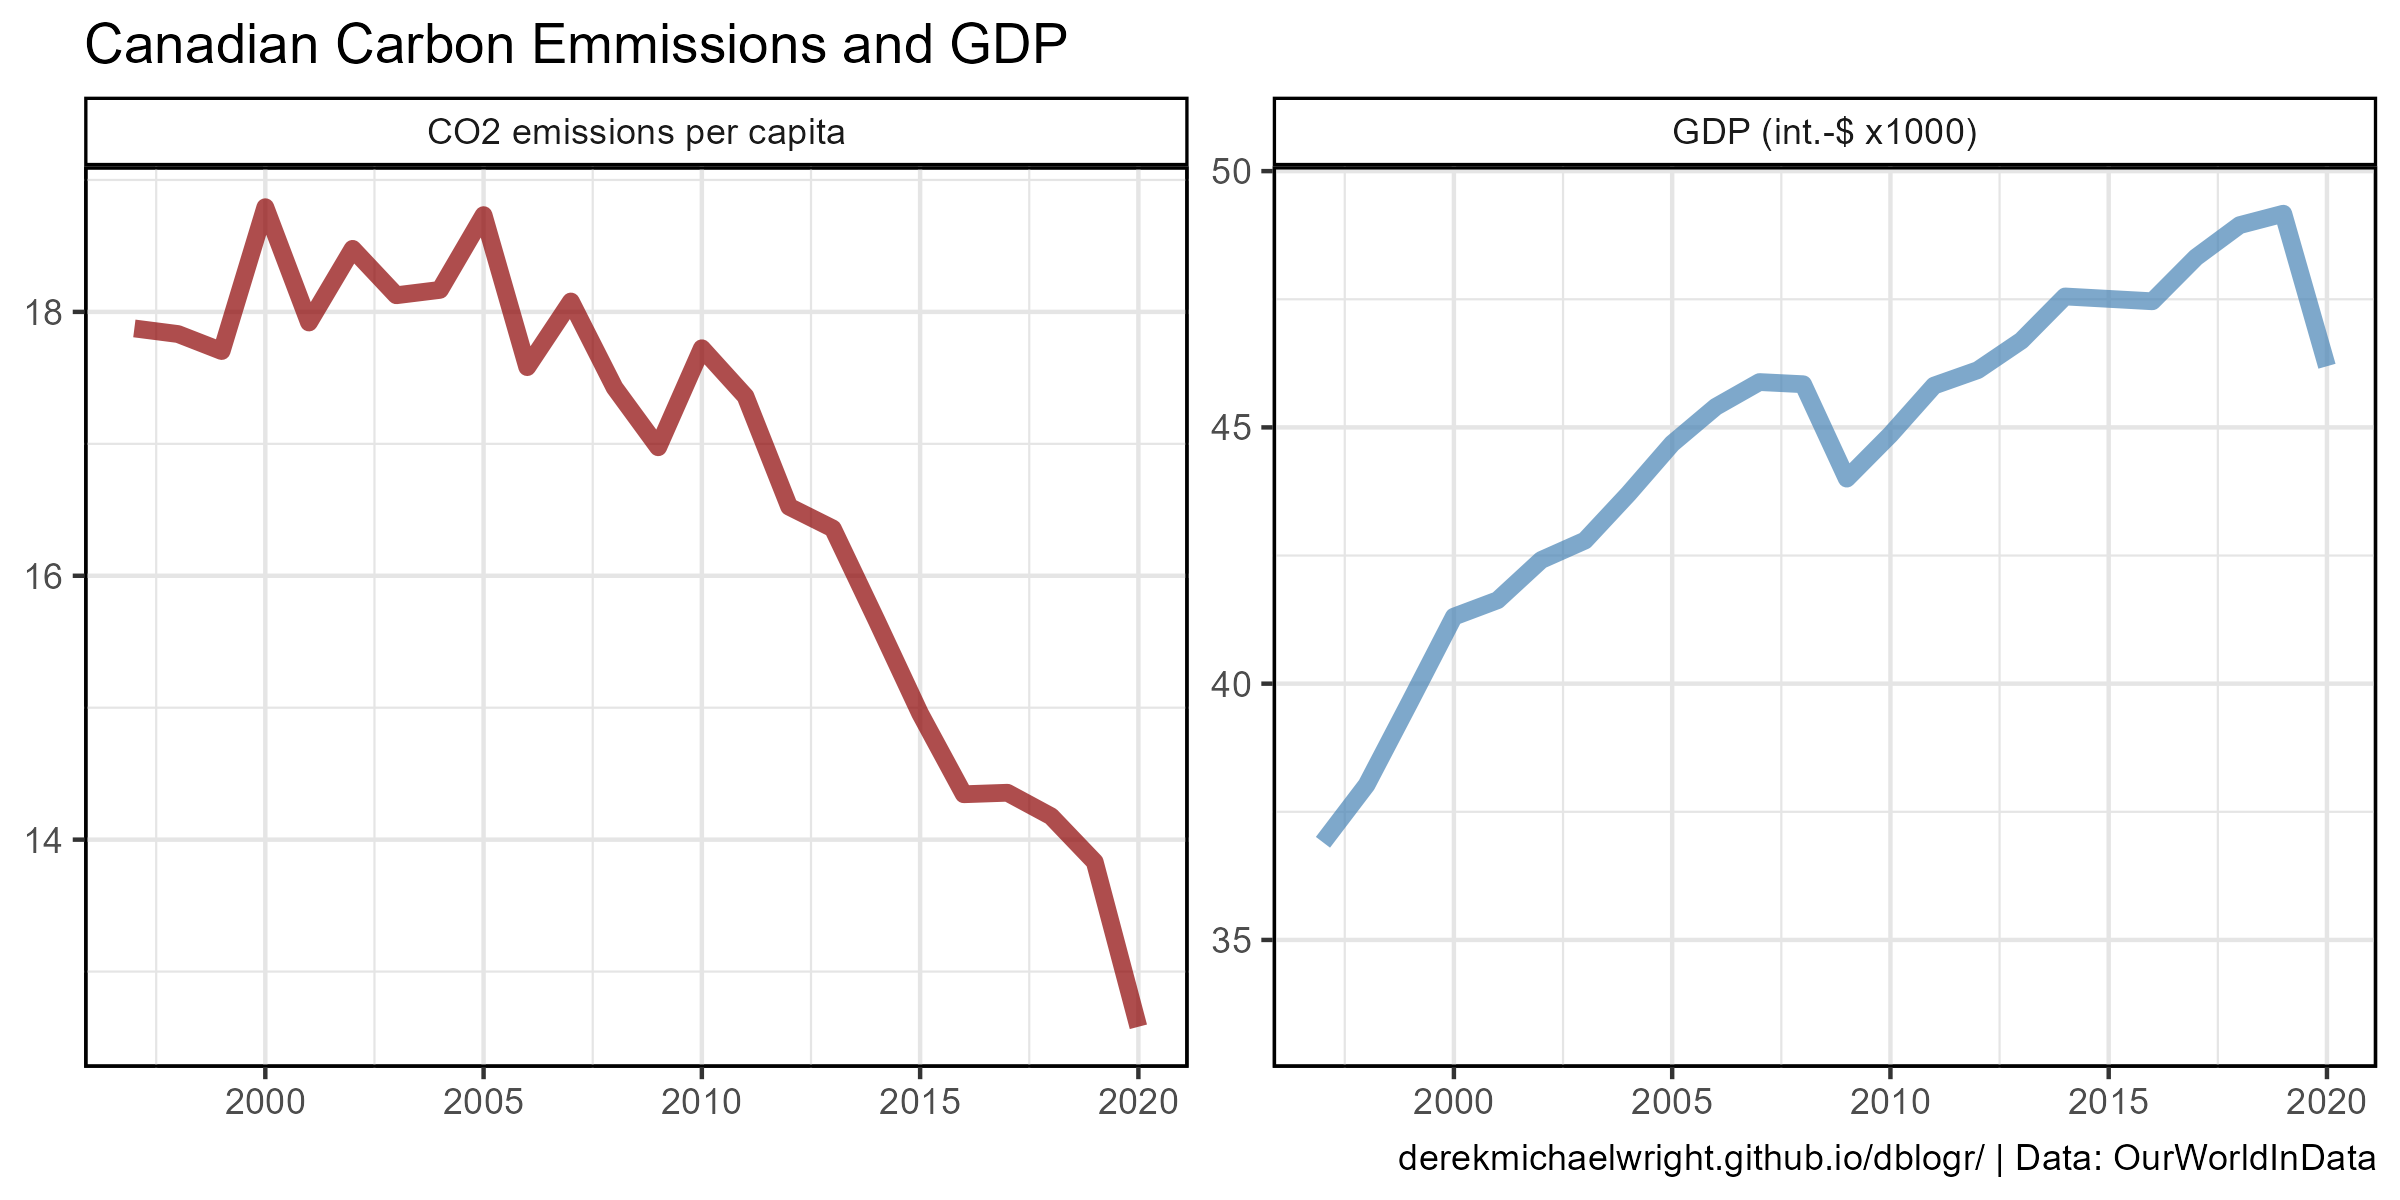 Canadian Carbon Emmissions and GDP
CO2 emissions per capita
18
16
14
2000 2005 2010 2015 2020
GDP (int.-$ x1000)
50
45
40
35
2000 2005 2010 2015 2020
derekmichaelwright.github.io/dblogr/ | Data: OurWorldInData